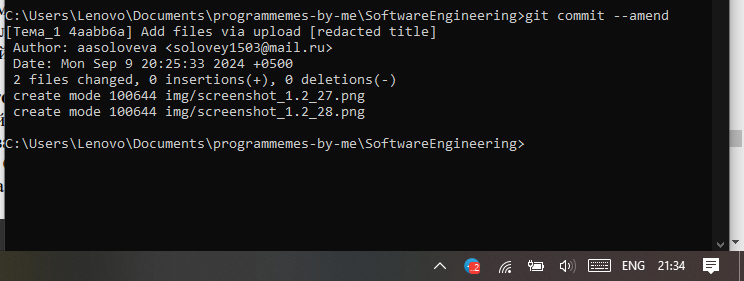 C:\Users\Lenovo\Documents\programmemes-by-me\SoftwareEngineering>git commit --amend
[Тема_1 4aabb6a] Add files via upload [redacted title]
Author: aasoloveva <solovey1503@mail.ru>
Date: Mon Sep 9 20:25:33 2024 +0500
2 files changed, 0 insertions(+), 0 deletions(-)
create mode 100644 img/screenshot_1.2_27.png
create mode 100644 img/screenshot_1.2_28.png
C:\Users\Lenovo\Documents\programmemes-by-me\SoftwareEngineering>
2
ENG
21:34